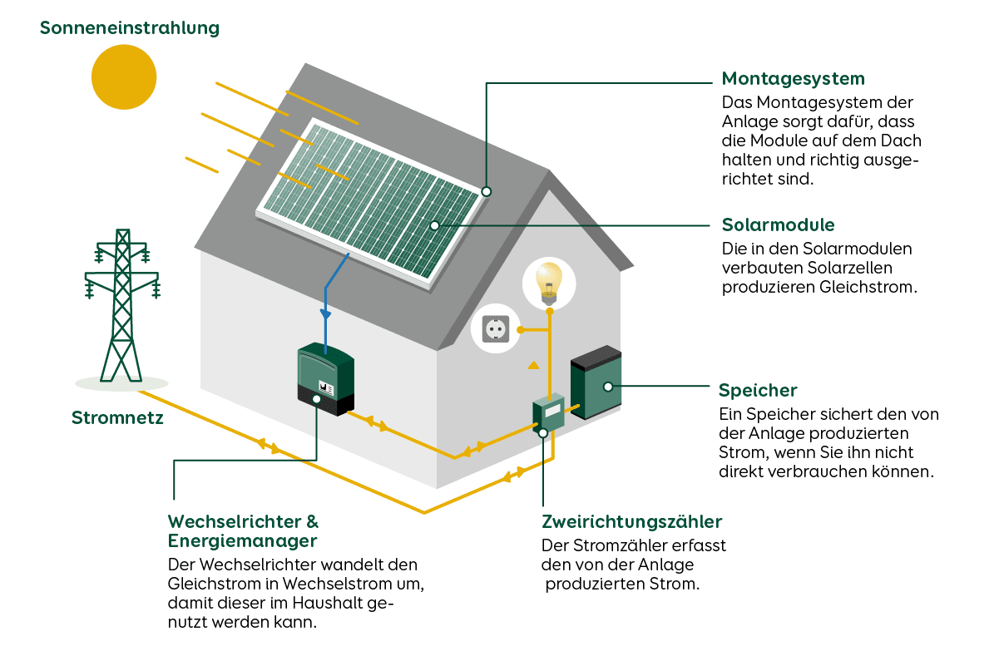 Sonneneinstrahlung
Montagesystem
Das Montagesystem der
Anlage sorgt dafür, dass
die Module auf dem Dach
halten und richtig ausge-
richtet sind.
Solarmodule
Die in den Solarmodulen
verbauten Solarzellen
produzieren Gleichstrom.
Speicher
Ein Speicher sichert den von
der Anlage produzierten
Strom, wenn Sie ihn nicht
direkt verbrauchen können.
Stromnetz
Wechselrichter &
Energiemanager
Der Wechselrichter wandelt den
Gleichstrom in Wechselstrom um,
damit dieser im Haushalt ge-
nutzt werden kann.
Zweirichtungszähler
Der Stromzähler erfasst
den von der Anlage
produzierten Strom.